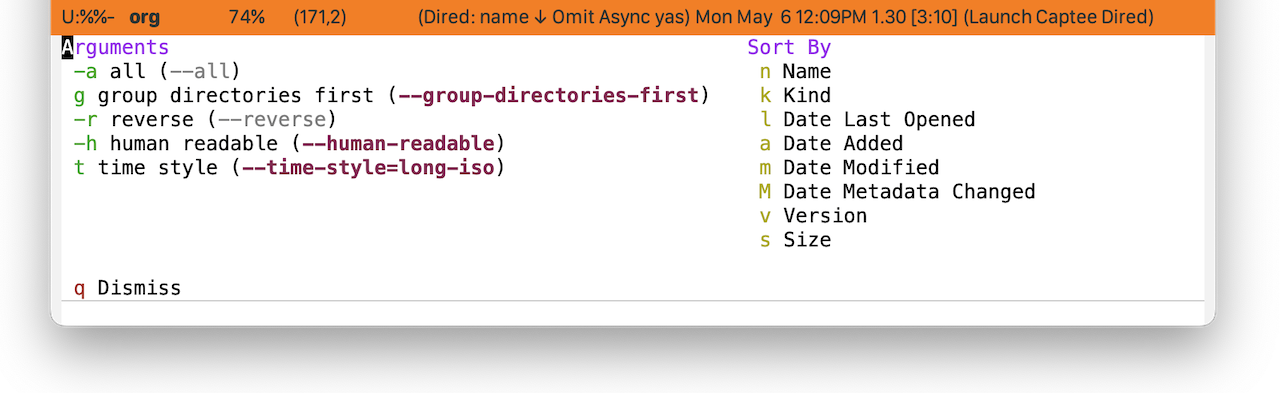 U:%%- org 74% (171,2) (Dired: name ↓ Omit Async yas) Mon May 6 12:09PM 1.30 [3:10] (Launch Captee Dired)
Arguments
-a all (--all)
g group directories first (--group-directories-first)
-r reverse (--reverse)
-h human readable (--human-readable)
t time style (--time-style=long-iso)
Sort By
n Name
k Kind
l Date Last Opened
a Date Added
m Date Modified
M Date Metadata Changed
v Version
s Size
q Dismiss